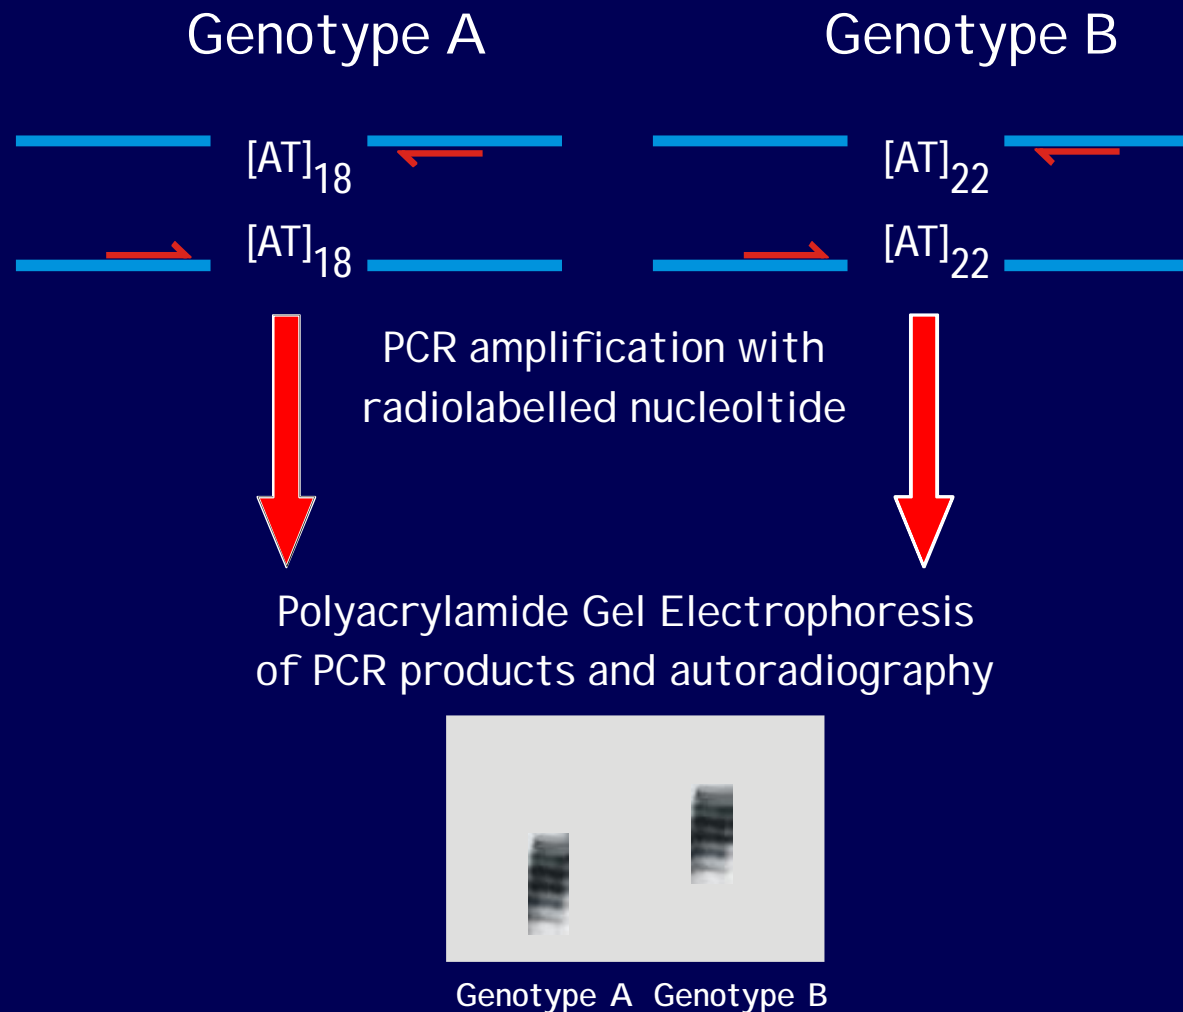 Genotype A
Genotype B
[AT]18
[AT]22
[AT]18
[AT]22
PCR amplification with
radiolabelled nucleoltide
Polyacrylamide Gel Electrophoresis
of PCR products and autoradiography
Genotype A
Genotype B